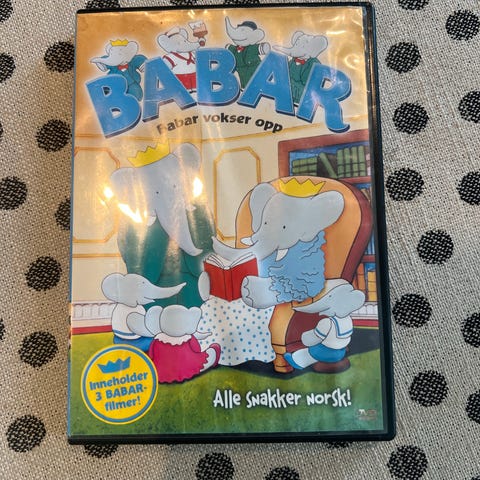 BABAR
Babar vokser opp
Inneholder
3 BABAR-
filmer!
Alle snakker norsk!